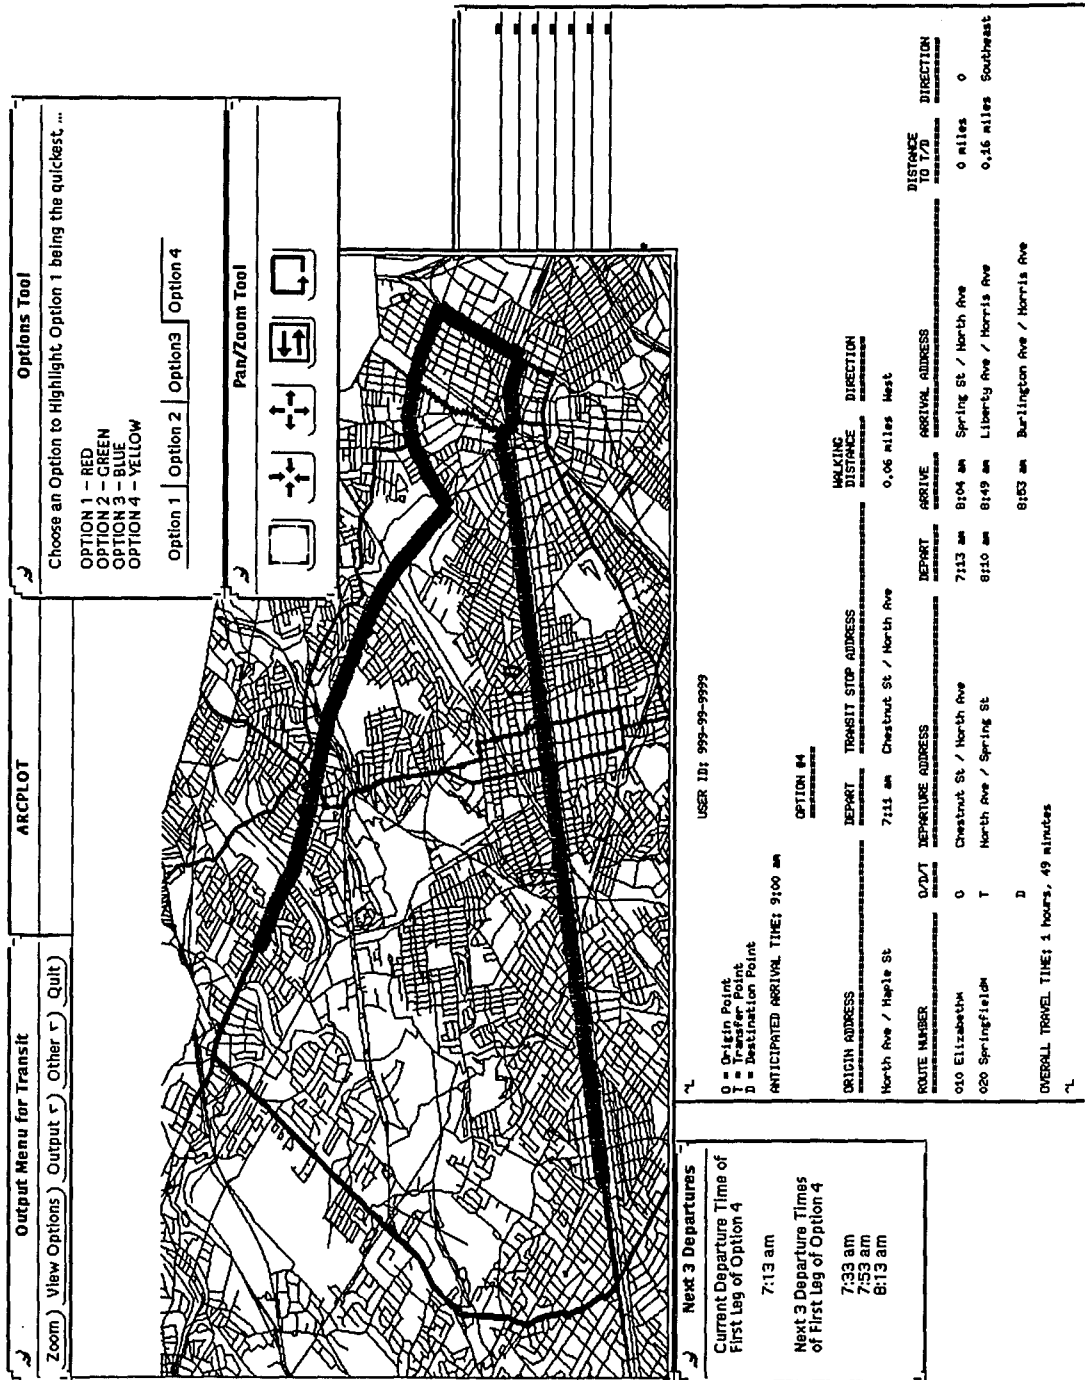 Output Menu for Transit
ARCPLOT
Zoom ) View Options ) Output ) Other ) Quit )
Options Tool
Choose an Option to Highlight, Option 1 being the quickest, ...
OPTION 1 – RED
OPTION 2 – GREEN
OPTION 3 – BLUE
OPTION 4 – YELLOW
Option 1 Option 2 Option3 Option 4
Pan/Zoom Tool
Next 3 Departures
Current Departure Time of
First Leg of Option 4
7:13 am
Next 3 Departure Times
of First Leg of Option 4
7:33 am
7:53 am
8:13 am
USER ID: 999-99-9999
O = Origin Point
T = Transfer Point
D = Destination Point
ANTICIPATED ARRIVAL TIME: 9:00 am
OPTION #4
ORIGIN ADDRESS DEPART TRANSIT STOP ADDRESS WALKING DISTANCE DIRECTION
North Ave / Maple St 7:11 am Chestnut St / North Ave 0.06 miles West
ROUTE NUMBER O/D/T DEPARTURE ADDRESS DEPART ARRIVE ARRIVAL ADDRESS DISTANCE TO T/D DIRECTION
010 ElizabethW O Chestnut St / North Ave 7:13 am 8:04 am Spring St / North Ave 0 miles 0
020 SpringfieldW T North Ave / Spring St 8:10 am 8:49 am Liberty Ave / Morris Ave 0.16 miles Southeast
D 8:53 am Burlington Ave / Morris Ave
OVERALL TRAVEL TIME: 1 hours, 49 minutes